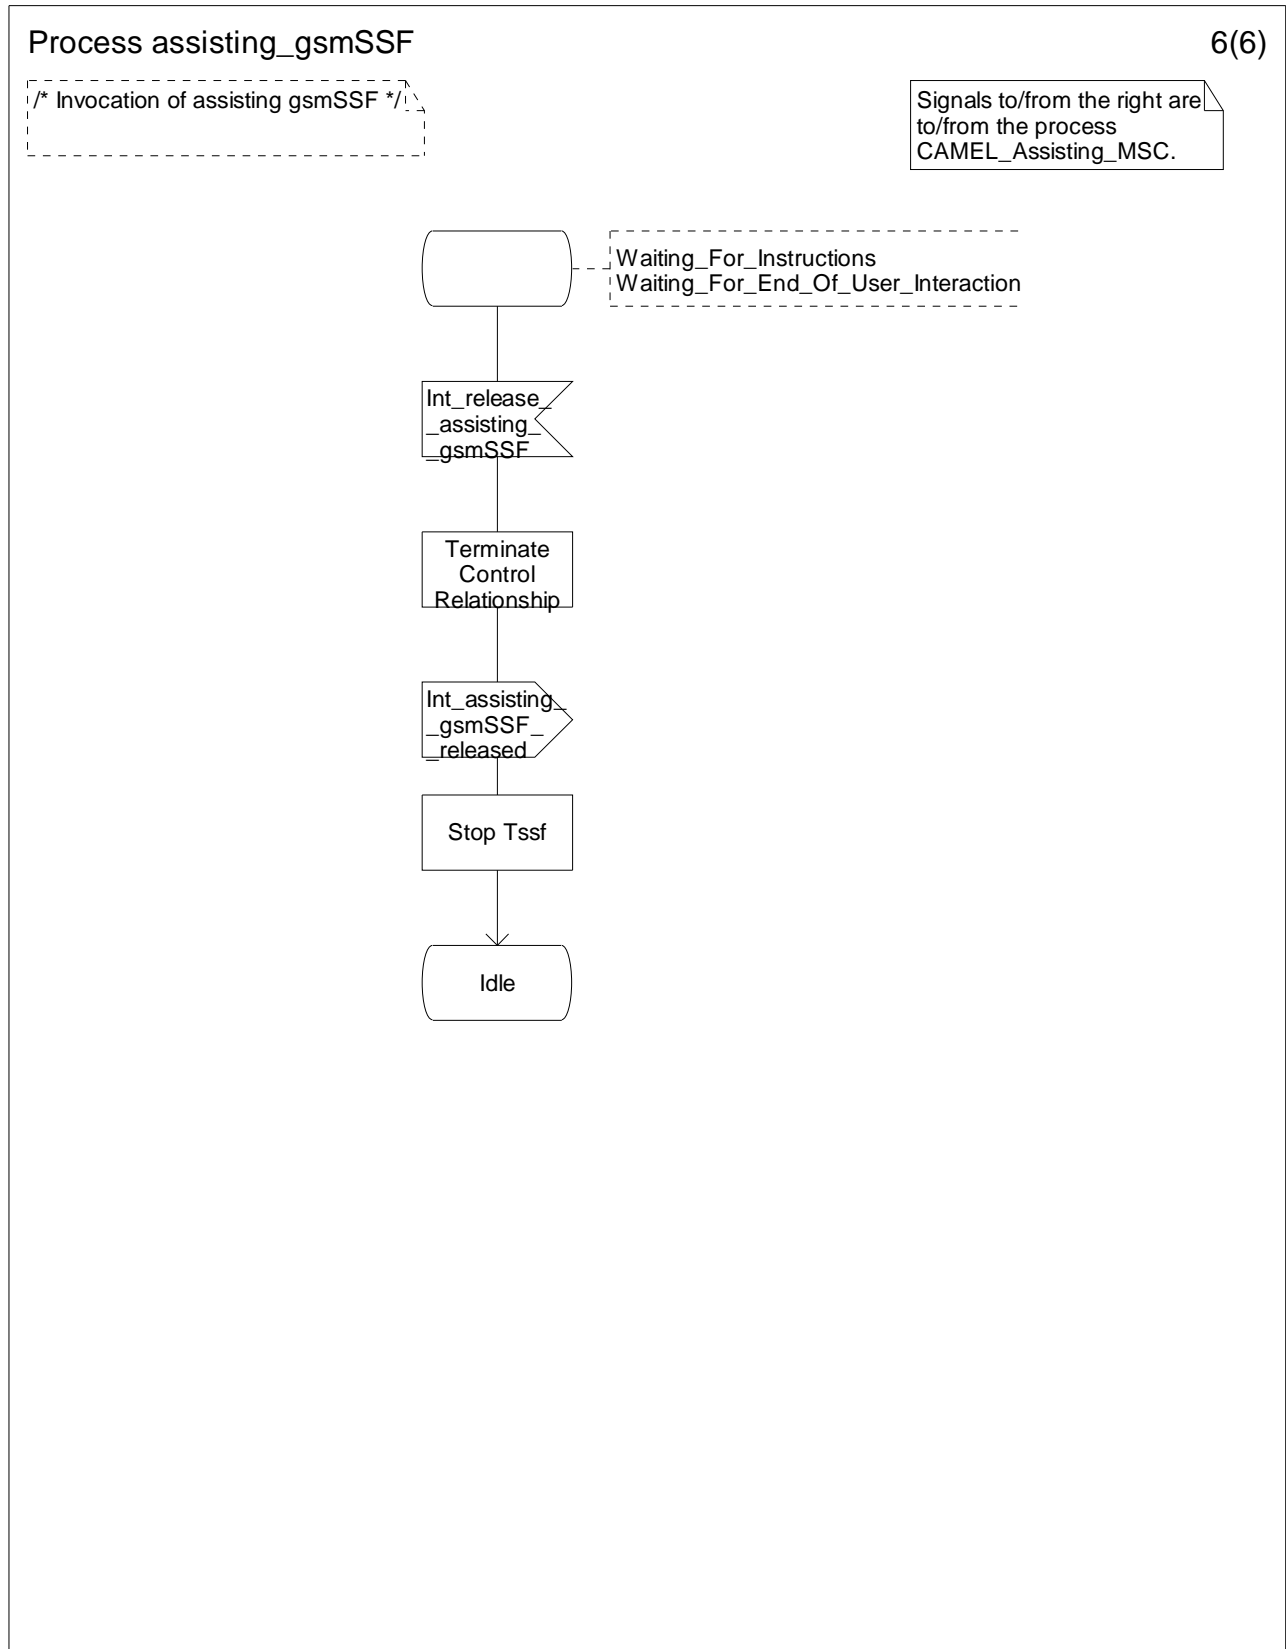 Process assisting_gsmSSF
6(6)
/* Invocation of assisting gsmSSF */
Signals to/from the right are
to/from the process
CAMEL_Assisting_MSC.
Waiting_For_Instructions
Waiting_For_End_Of_User_Interaction
Int_release_
_assisting_
_gsmSSF
Terminate
Control
Relationship
Int_assisting_
_gsmSSF_
_released
Stop Tssf
Idle